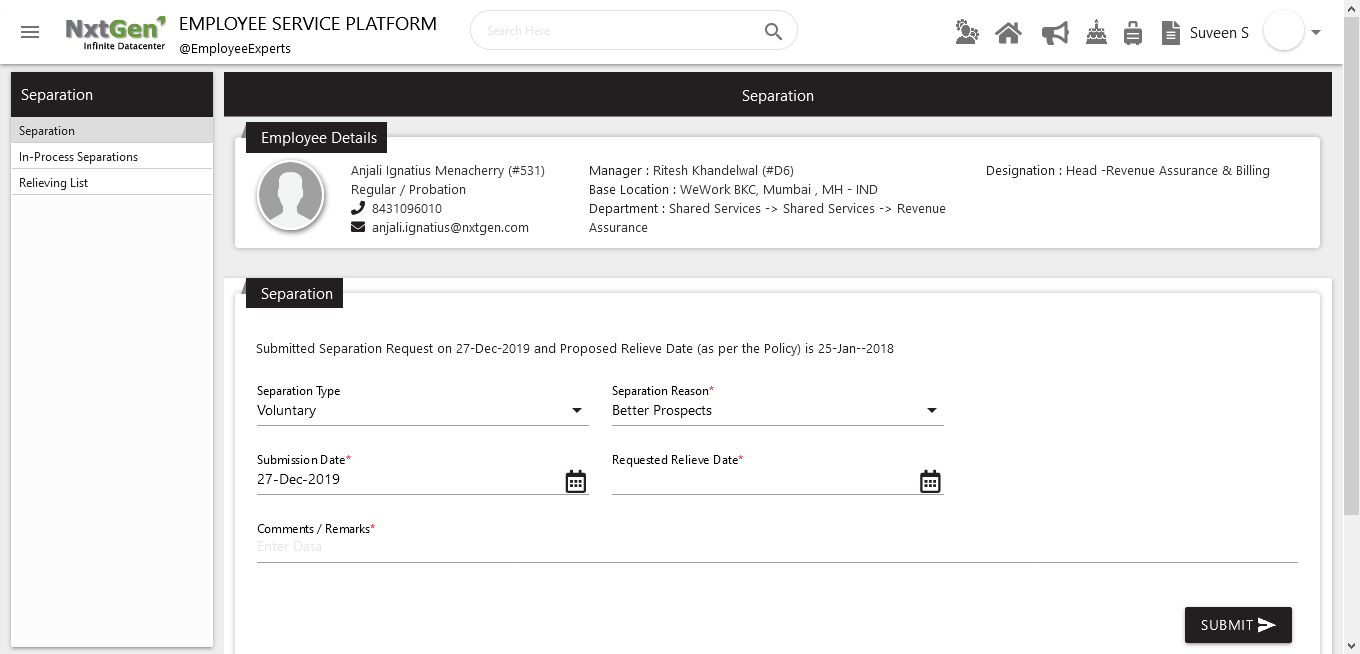 NxtGen
Infinite Datacenter
EMPLOYEE SERVICE PLATFORM
@EmployeeExperts
Search Here
Suveen S
Separation
Separation
In-Process Separations
Relieving List
Separation
Employee Details
Anjali Ignatius Menacherry (#531)
Regular / Probation
8431096010
anjali.ignatius@nxtgen.com
Manager : Ritesh Khandelwal (#D6)
Base Location : WeWork BKC, Mumbai , MH - IND
Department : Shared Services -> Shared Services -> Revenue
Assurance
Designation : Head -Revenue Assurance & Billing
Separation
Submitted Separation Request on 27-Dec-2019 and Proposed Relieve Date (as per the Policy) is 25-Jan--2018
Separation Type
Voluntary
Separation Reason*
Better Prospects
Submission Date*
27-Dec-2019
Requested Relieve Date*
Comments / Remarks*
Enter Data
SUBMIT